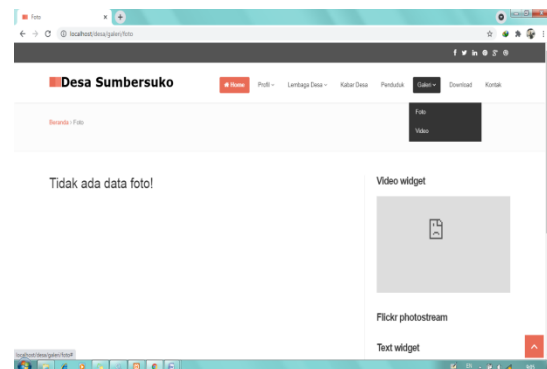 Foto
localhost/desa/galeri/foto
Desa Sumbersuko
Home Profil Lembaga Desa Kabar Desa Penduduk Galeri Download Kontak
Foto
Video
Beranda › Foto
Tidak ada data foto!
Video widget
Flickr photostream
Text widget
localhost/desa/galeri/foto#